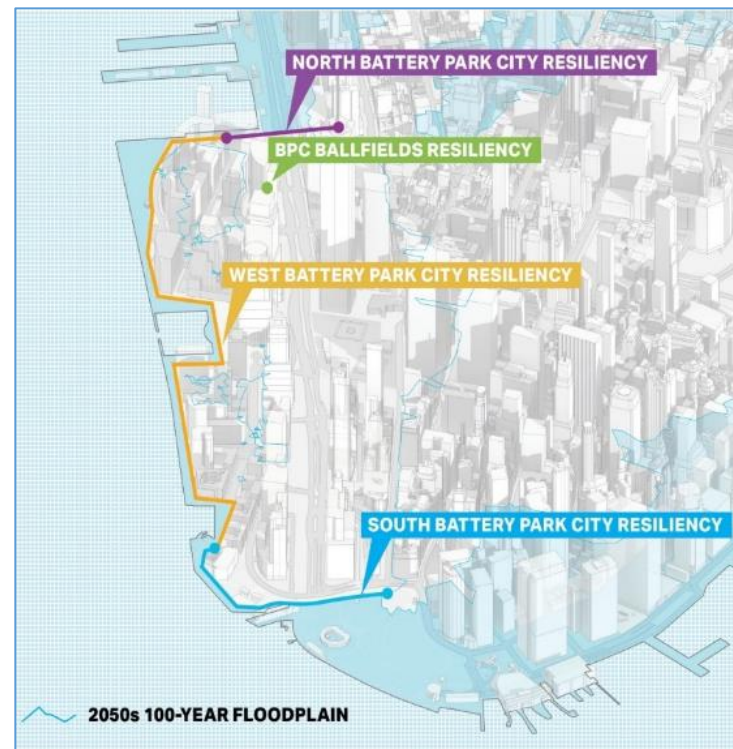 NORTH BATTERY PARK CITY RESILIENCY
BPC BALLFIELDS RESILIENCY
WEST BATTERY PARK CITY RESILIENCY
SOUTH BATTERY PARK CITY RESILIENCY
2050s 100-YEAR FLOODPLAIN